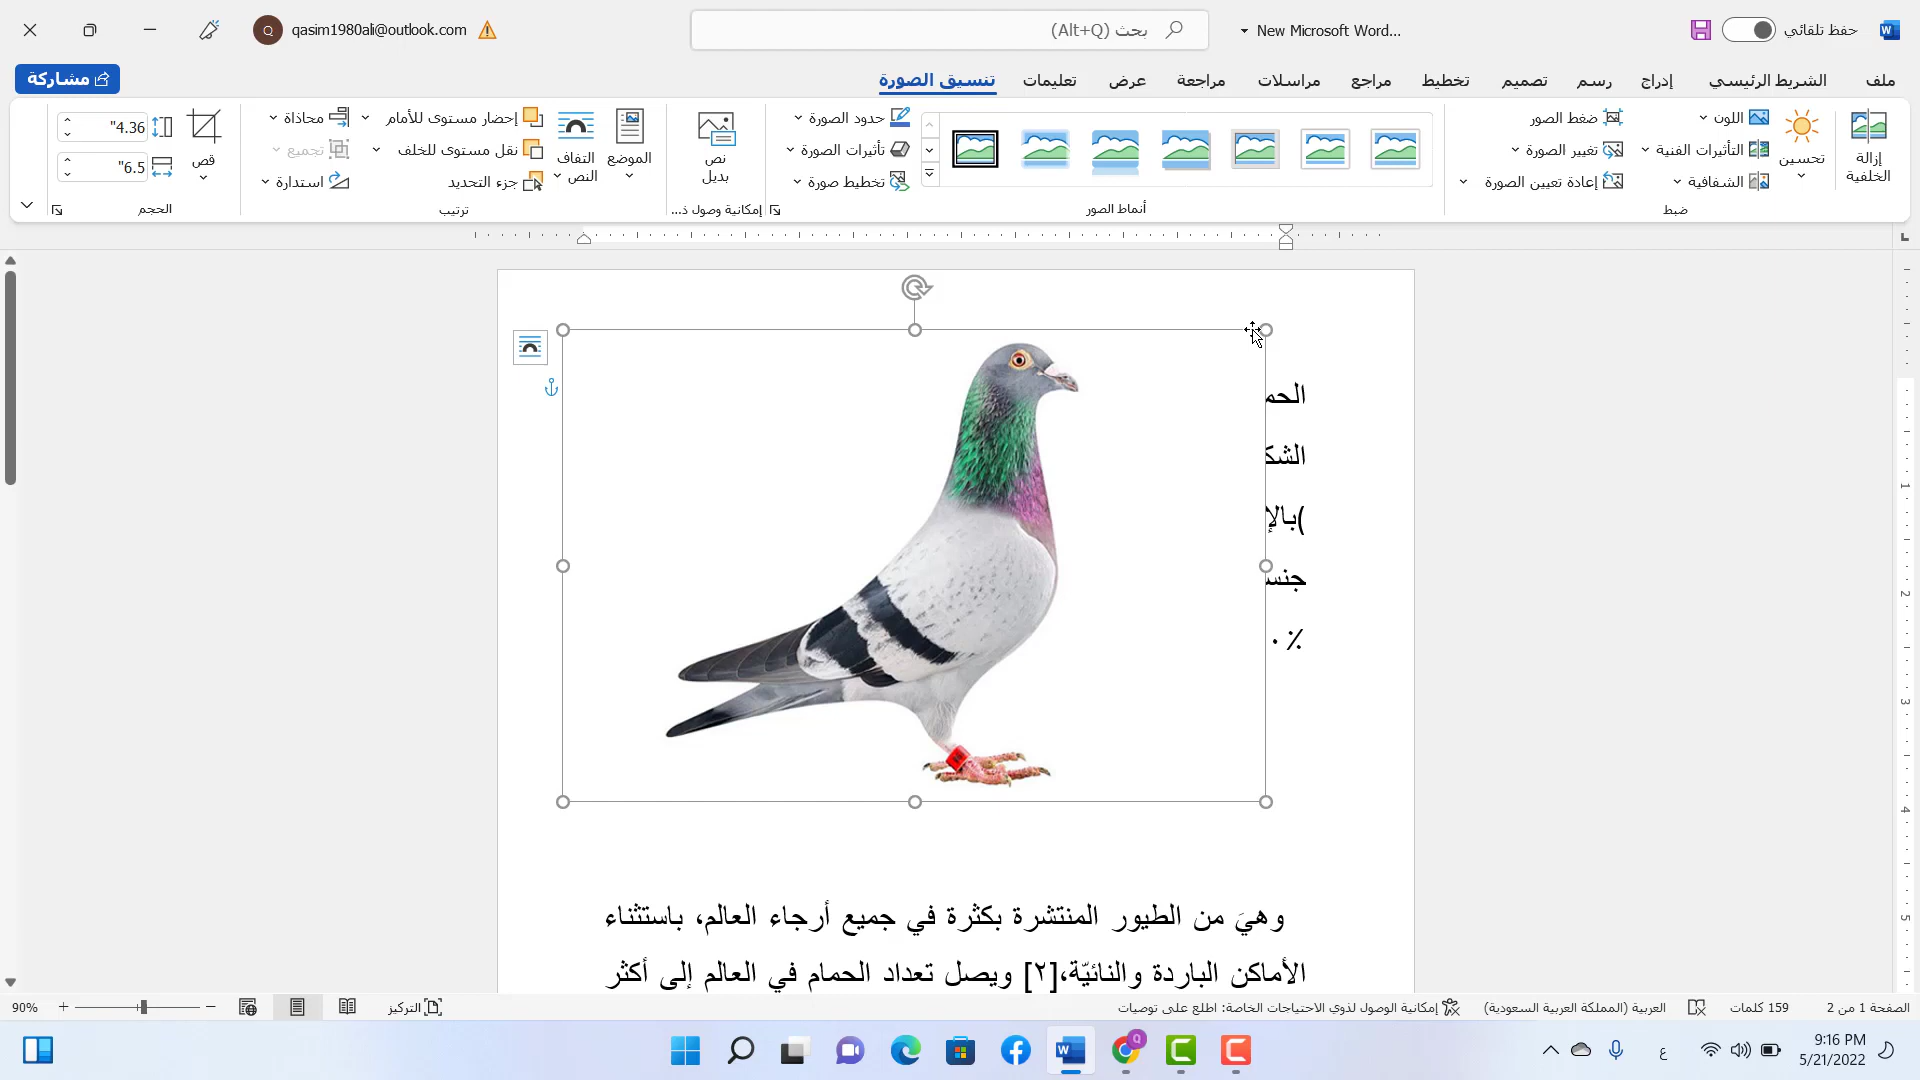 حفظ تلقائي
New Microsoft Word...
بحث (Alt+Q)
qasim1980ali@outlook.com
Q
ملف
الشريط الرئيسي
إدراج
رسم
تصميم
تخطيط
مراجع
مراسلات
مراجعة
عرض
تعليمات
تنسيق الصورة
مشاركة
إزالة الخلفية
تحسين
اللون
التأثيرات الفنية
الشفافية
ضغط الصور
تغيير الصورة
إعادة تعيين الصورة
ضبط
أنماط الصور
حدود الصورة
تأثيرات الصورة
تخطيط صورة
نص بديل
إمكانية وصول ذ...
الموضع
التفاف النص
إحضار مستوى للأمام
نقل مستوى للخلف
جزء التحديد
محاذاة
تجميع
استدارة
ترتيب
قص
4.36"
6.5"
الحجم
الحم
الشك
)بالإ
جنس
٪٠
وهيَ من الطيور المنتشرة بكثرة في جميع أرجاء العالم، باستثناء
الأماكن الباردة والنائيّة،[٢] ويصل تعداد الحمام في العالم إلى أكثر
الصفحة 1 من 2
159 كلمات
العربية (المملكة العربية السعودية)
إمكانية الوصول لذوي الاحتياجات الخاصة: اطلع على توصيات
التركيز
90%
ع
9:16 PM
5/21/2022